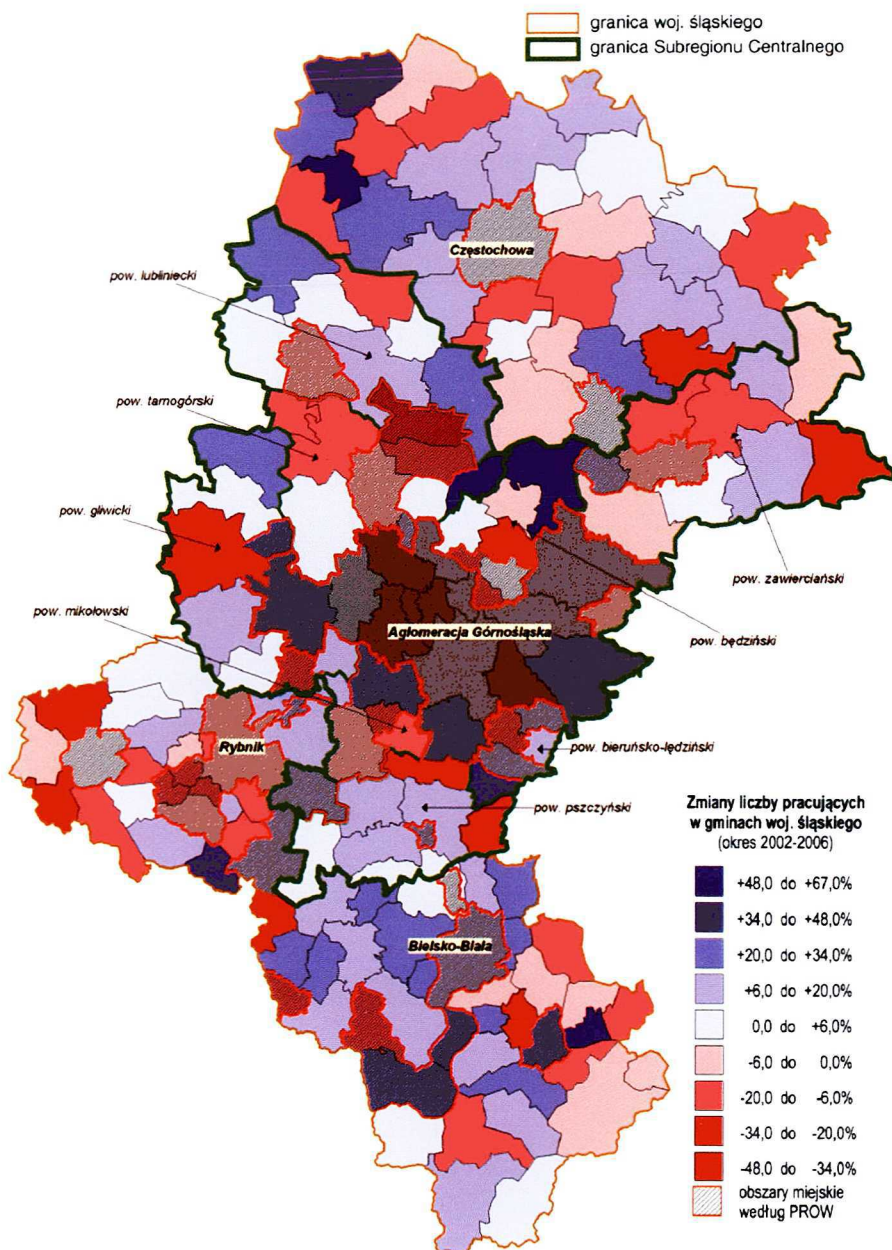 granica woj. śląskiego
granica Subregionu Centralnego
Częstochowa
pow. lubliniecki
pow. tarnogórski
pow. gliwicki
pow. zawierciański
pow. mikołowski
Aglomeracja Górnośląska
pow. będziński
Rybnik
pow. bieruńsko-lędziński
pow. pszczyński
Bielsko-Biała
Zmiany liczby pracujących
w gminach woj. śląskiego
(okres 2002-2006)
+48,0 do +67,0%
+34,0 do +48,0%
+20,0 do +34,0%
+6,0 do +20,0%
0,0 do +6,0%
-6,0 do 0,0%
-20,0 do -6,0%
-34,0 do -20,0%
-48,0 do -34,0%
obszary miejskie
według PROW